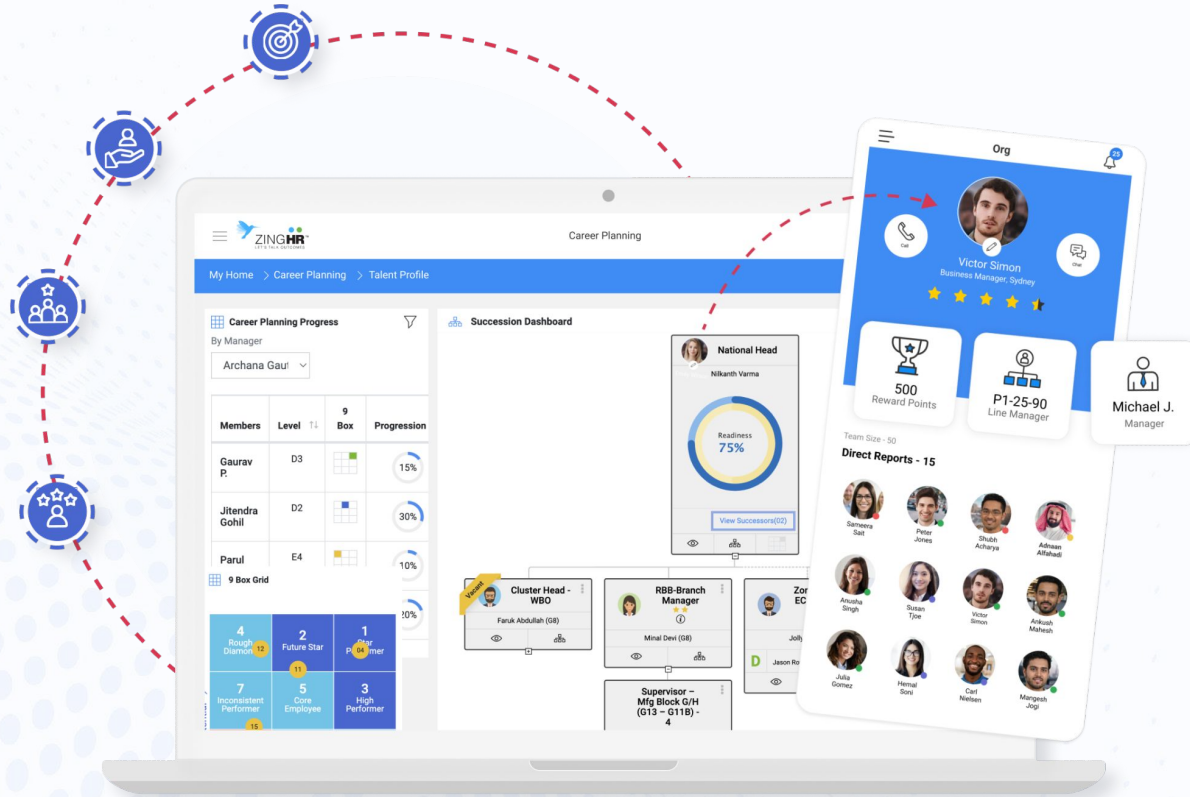 ZINGHR
LET'S TALK OUTCOMES
Career Planning
My Home > Career Planning > Talent Profile
Career Planning Progress
By Manager
Archana Gaut
Members
Level
9
Box
Progression
Gaurav
P.
D3
15%
Jitendra
Gohil
D2
30%
Parul
E4
10%
20%
9 Box Grid
4
Rough
12
2
Future Star
11
1
04
7
Inconsistent
Performer
15
5
Core
Employee
3
High
Performer
Succession Dashboard
National Head
Nilkanth Varma
Readiness
75%
View Successors(02)
Vacant
Cluster Head -
WBO
Faruk Abdullah (G8)
RBB-Branch
Manager
Minal Devi (G8)
Zon
EC
Jolly
D
Jason Ro
Supervisor –
Mfg Block G/H
(G13 – G11B) -
4
Org
25
Call
Chat
Victor Simon
Business Manager, Sydney
500
Reward Points
P1-25-90
Line Manager
Michael J.
Manager
Team Size - 50
Direct Reports - 15
Sameera
Sait
Peter
Jones
Shubh
Acharya
Adnaan
Alfahadi
Anusha
Singh
Susan
Tjoe
Victor
Simon
Ankush
Mahesh
Julia
Gomez
Hemal
Soni
Carl
Nielsen
Mangesh
Jogi